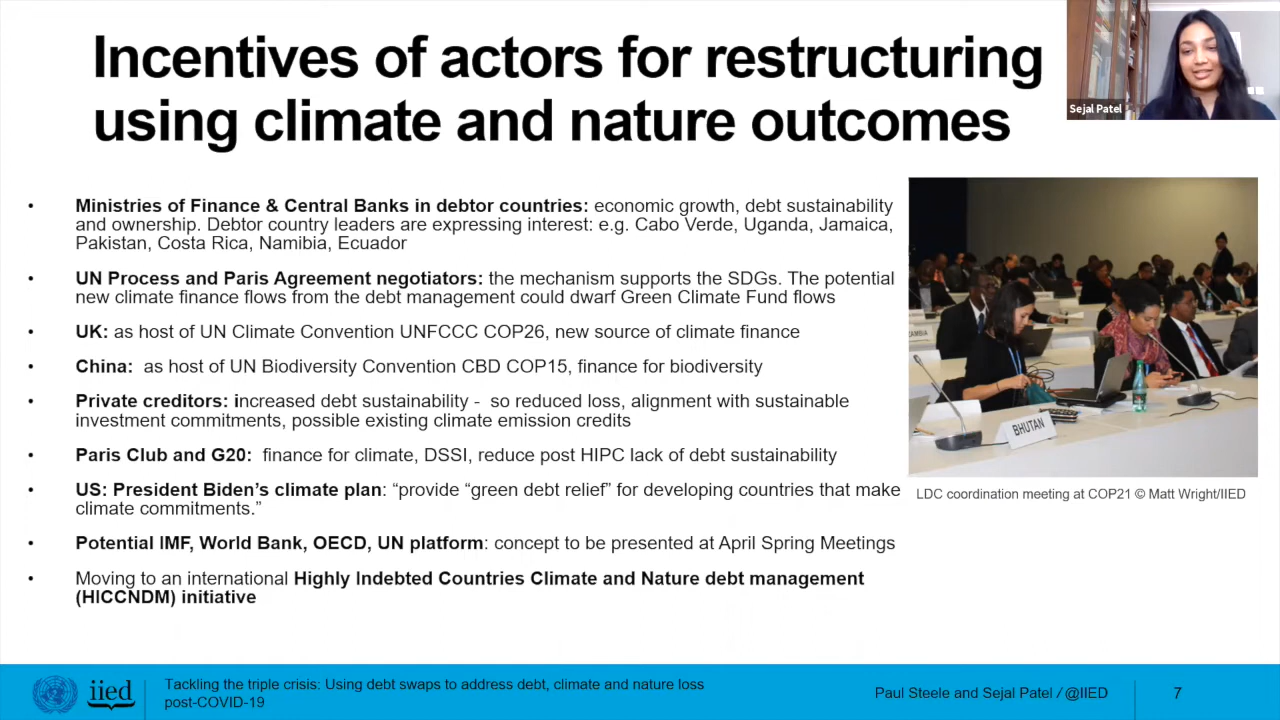 Incentives of actors for restructuring
using climate and nature outcomes
Sejal Patel
• Ministries of Finance & Central Banks in debtor countries: economic growth, debt sustainability
and ownership. Debtor country leaders are expressing interest: e.g. Cabo Verde, Uganda, Jamaica,
Pakistan, Costa Rica, Namibia, Ecuador
• UN Process and Paris Agreement negotiators: the mechanism supports the SDGs. The potential
new climate finance flows from the debt management could dwarf Green Climate Fund flows
• UK: as host of UN Climate Convention UNFCCC COP26, new source of climate finance
• China: as host of UN Biodiversity Convention CBD COP15, finance for biodiversity
• Private creditors: increased debt sustainability - so reduced loss, alignment with sustainable
investment commitments, possible existing climate emission credits
• Paris Club and G20: finance for climate, DSSI, reduce post HIPC lack of debt sustainability
• US: President Biden’s climate plan: “provide “green debt relief” for developing countries that make
climate commitments.”
• Potential IMF, World Bank, OECD, UN platform: concept to be presented at April Spring Meetings
• Moving to an international Highly Indebted Countries Climate and Nature debt management
(HICCNDM) initiative
BHUTAN
LDC coordination meeting at COP21 © Matt Wright/IIED
iied
Tackling the triple crisis: Using debt swaps to address debt, climate and nature loss
post-COVID-19
Paul Steele and Sejal Patel / @IIED
7